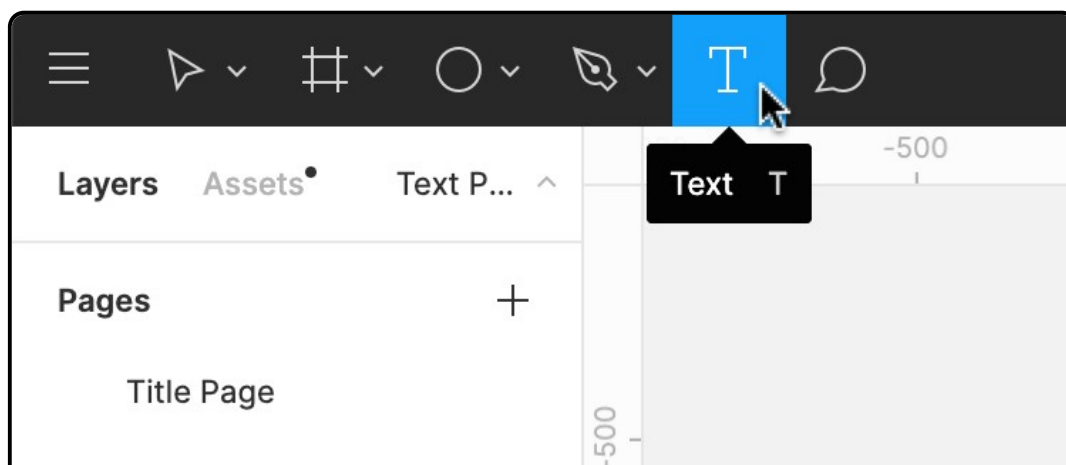 Text T
-500
Layers Assets Text P...
Pages
Title Page
-500